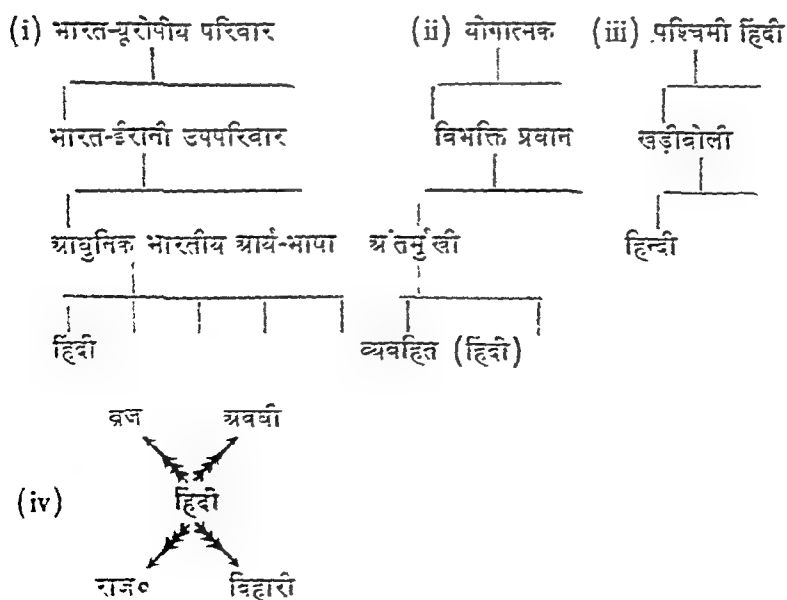 (i) भारत-यूरोपीय परिवार (ii) योगात्मक (iii) पश्चिमी हिंदी
भारत-ईरानी उपपरिवार विभक्ति प्रधान खड़ीबोली
आधुनिक भारतीय आर्य-भाषा अंतर्मुखी हिन्दी
हिंदी व्यवहित (हिंदी)
व्रज अवधी
(iv) हिंदी
राज० विहारी